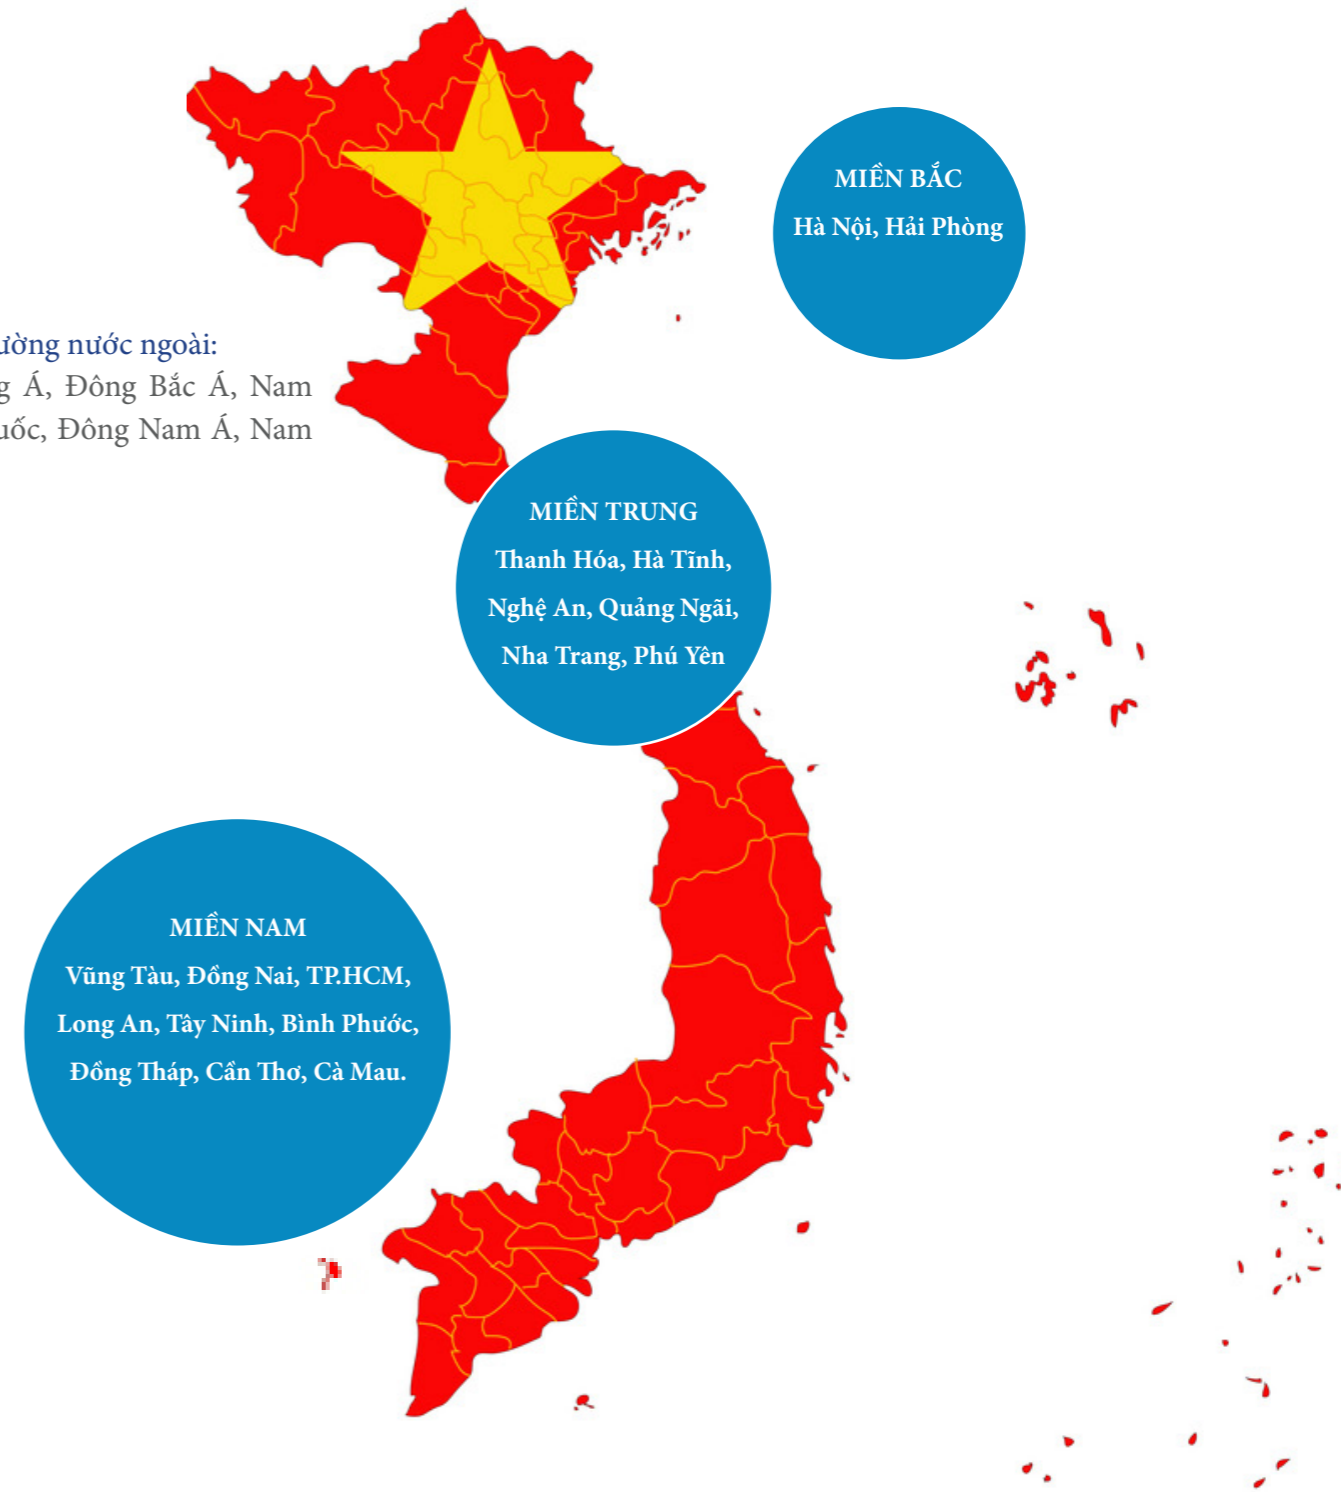 MIỀN BẮC
Hà Nội, Hải Phòng
nước ngoài:
Á, Đông Bắc Á, Nam
Đông Nam Á, Nam
MIỀN TRUNG
Thanh Hóa, Hà Tĩnh,
Nghệ An, Quảng Ngãi,
Nha Trang, Phú Yên
MIỀN NAM
Vũng Tàu, Đồng Nai, TP.HCM,
Long An, Tây Ninh, Bình Phước,
Đồng Tháp, Cần Thơ, Cà Mau.